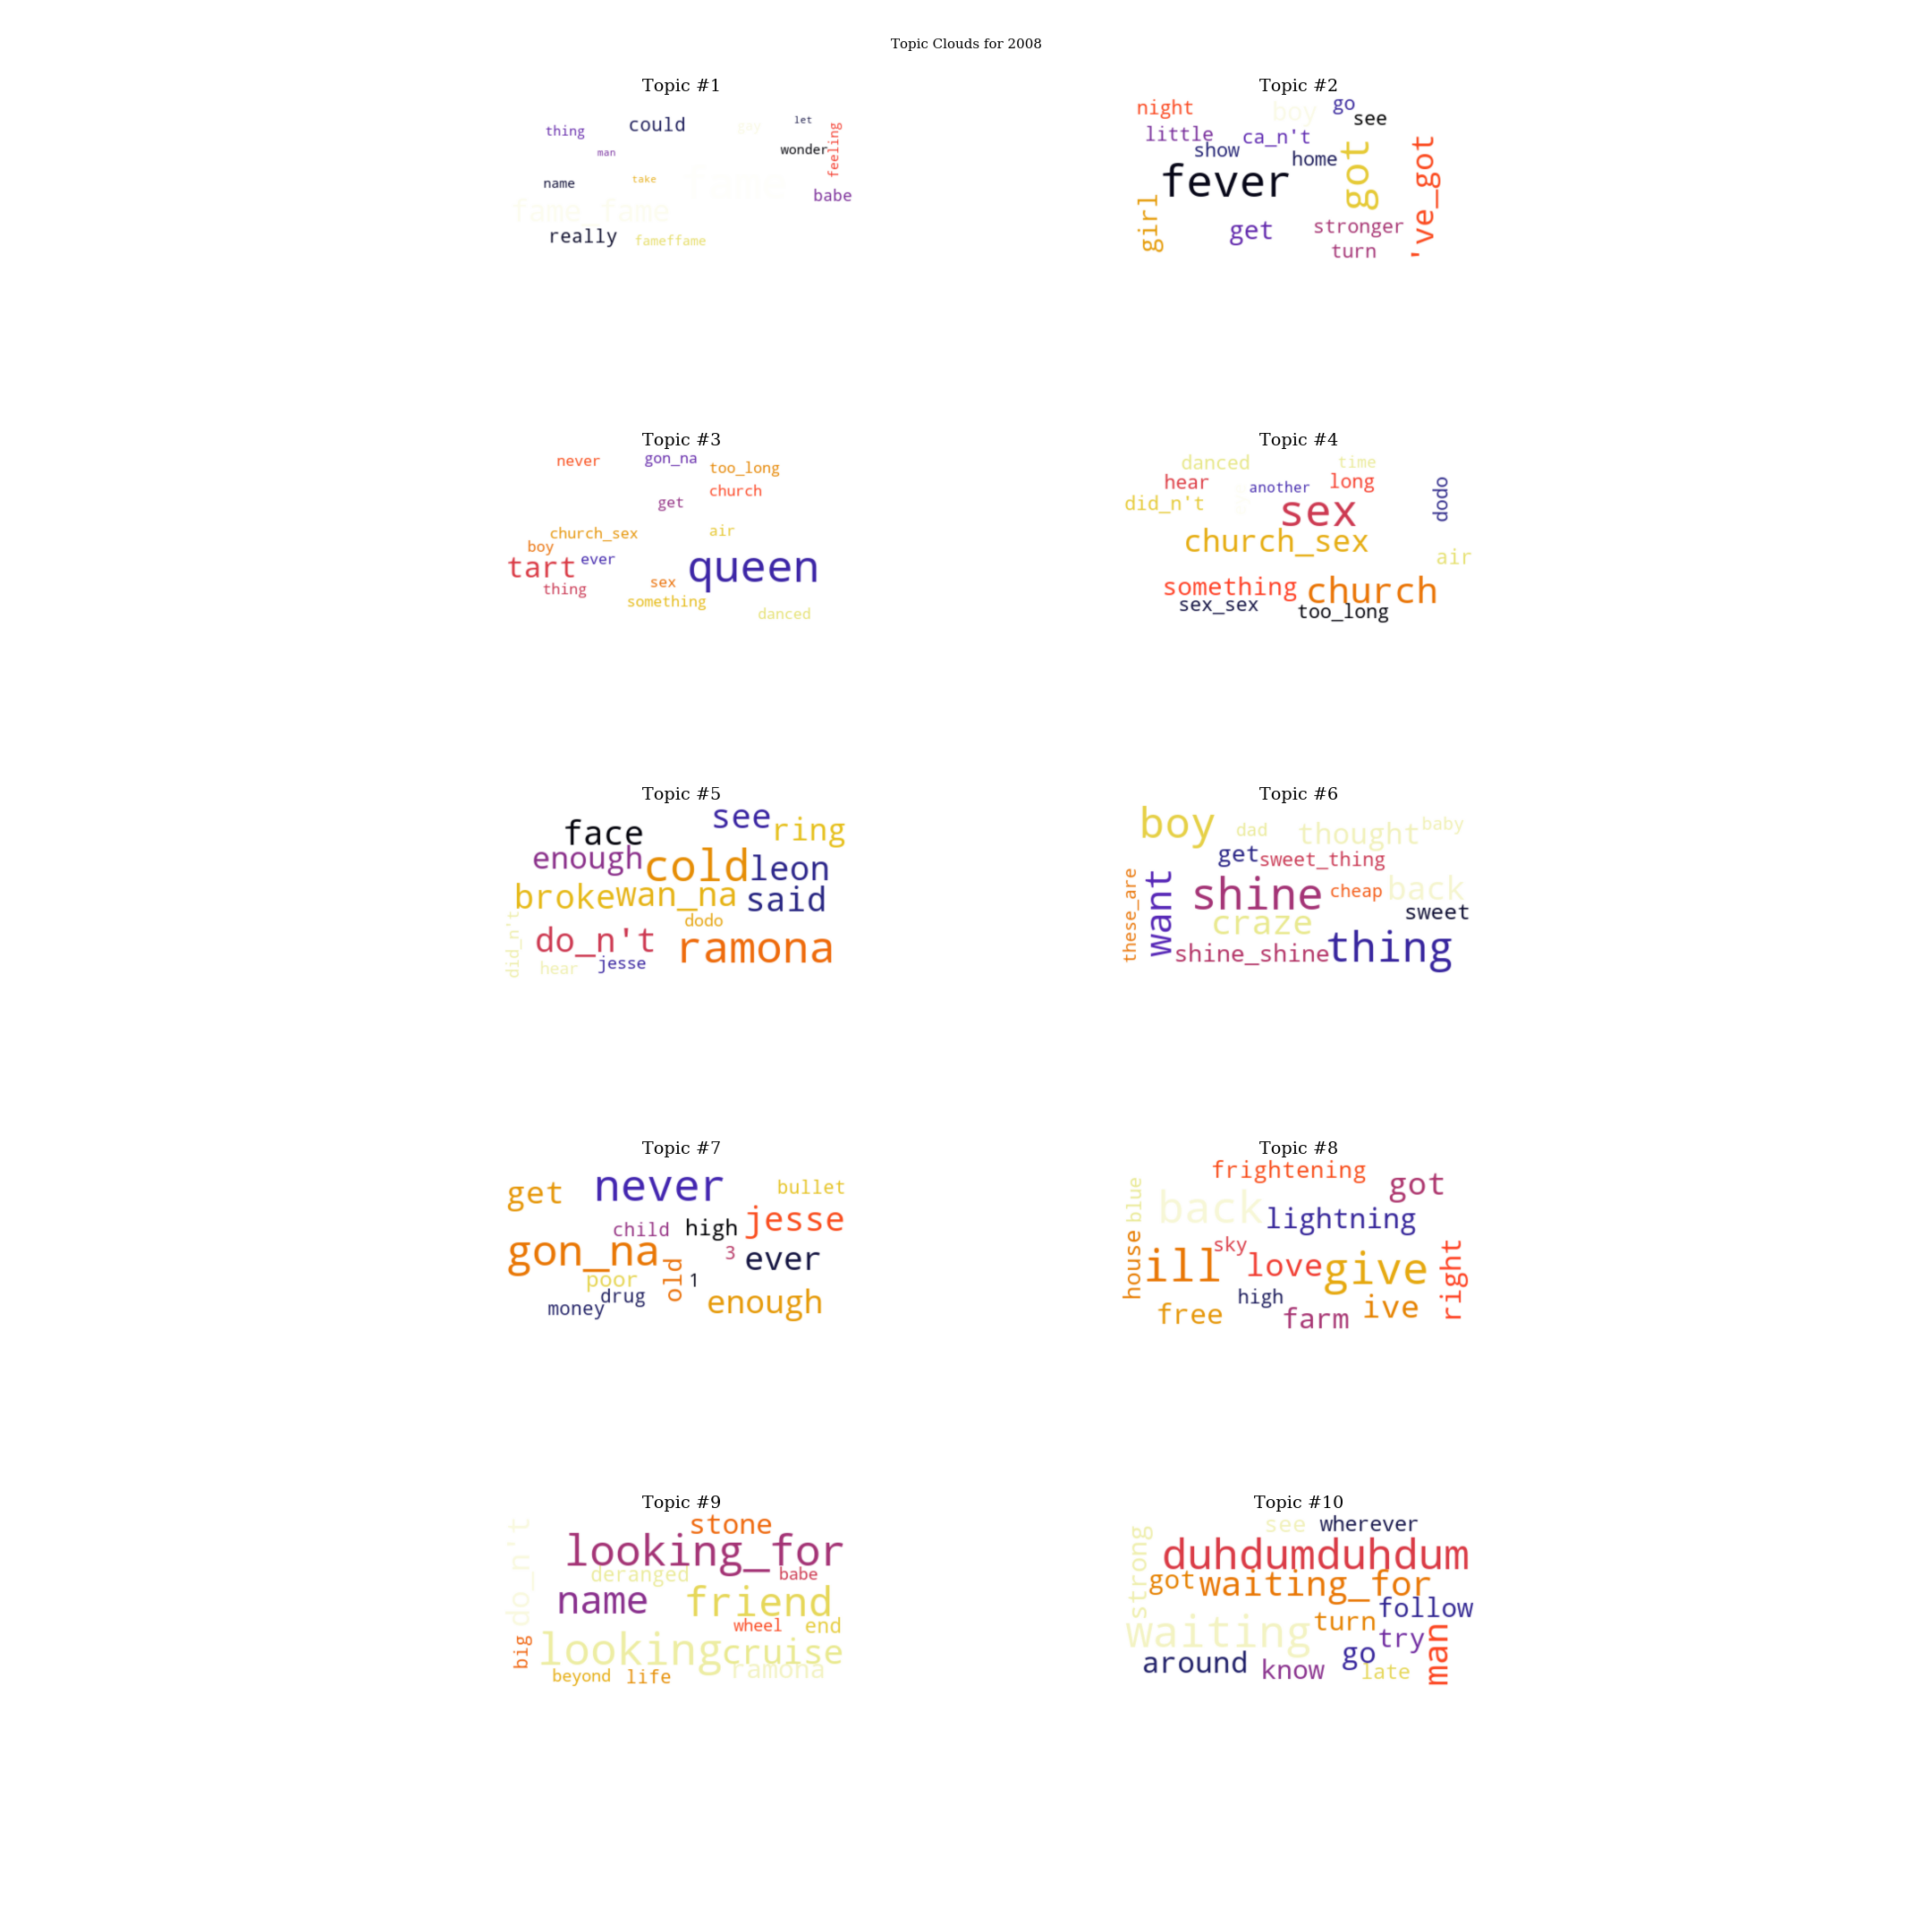 Topic Clouds for 2008
Topic #1
thing
could
gay
let
man
wonder
feeling
name
take
fame
babe
fame_fame
really
fameffame
Topic #2
night
boy
go
see
little
ca_n't
show
home
got
've_got
fever
girl
get
stronger
turn
Topic #3
never
gon_na
too_long
church
get
church_sex
air
boy
ever
tart
queen
thing
sex
something
danced
Topic #4
danced
time
hear
another
long
dodo
did_n't
sex
church_sex
air
something
church
sex_sex
too_long
Topic #5
face
see
ring
enough
cold
leon
broke
wan_na
said
dodo
did_n't
do_n't
ramona
hear
jesse
Topic #6
boy
dad
thought
baby
get
sweet_thing
these_are
want
shine
cheap
back
craze
sweet
shine_shine
thing
Topic #7
get
never
bullet
child
high
jesse
gon_na
3
ever
poor
old
1
drug
money
enough
Topic #8
frightening
blue
back
got
lightning
sky
house
ill
love
give
right
high
free
farm
ive
Topic #9
stone
do_n't
looking_for
deranged
babe
name
friend
wheel
end
big
looking
cruise
ramona
beyond
life
Topic #10
see
wherever
strong
duhdumduhdum
got
waiting_for
follow
waiting
turn
try
man
around
know
go
late